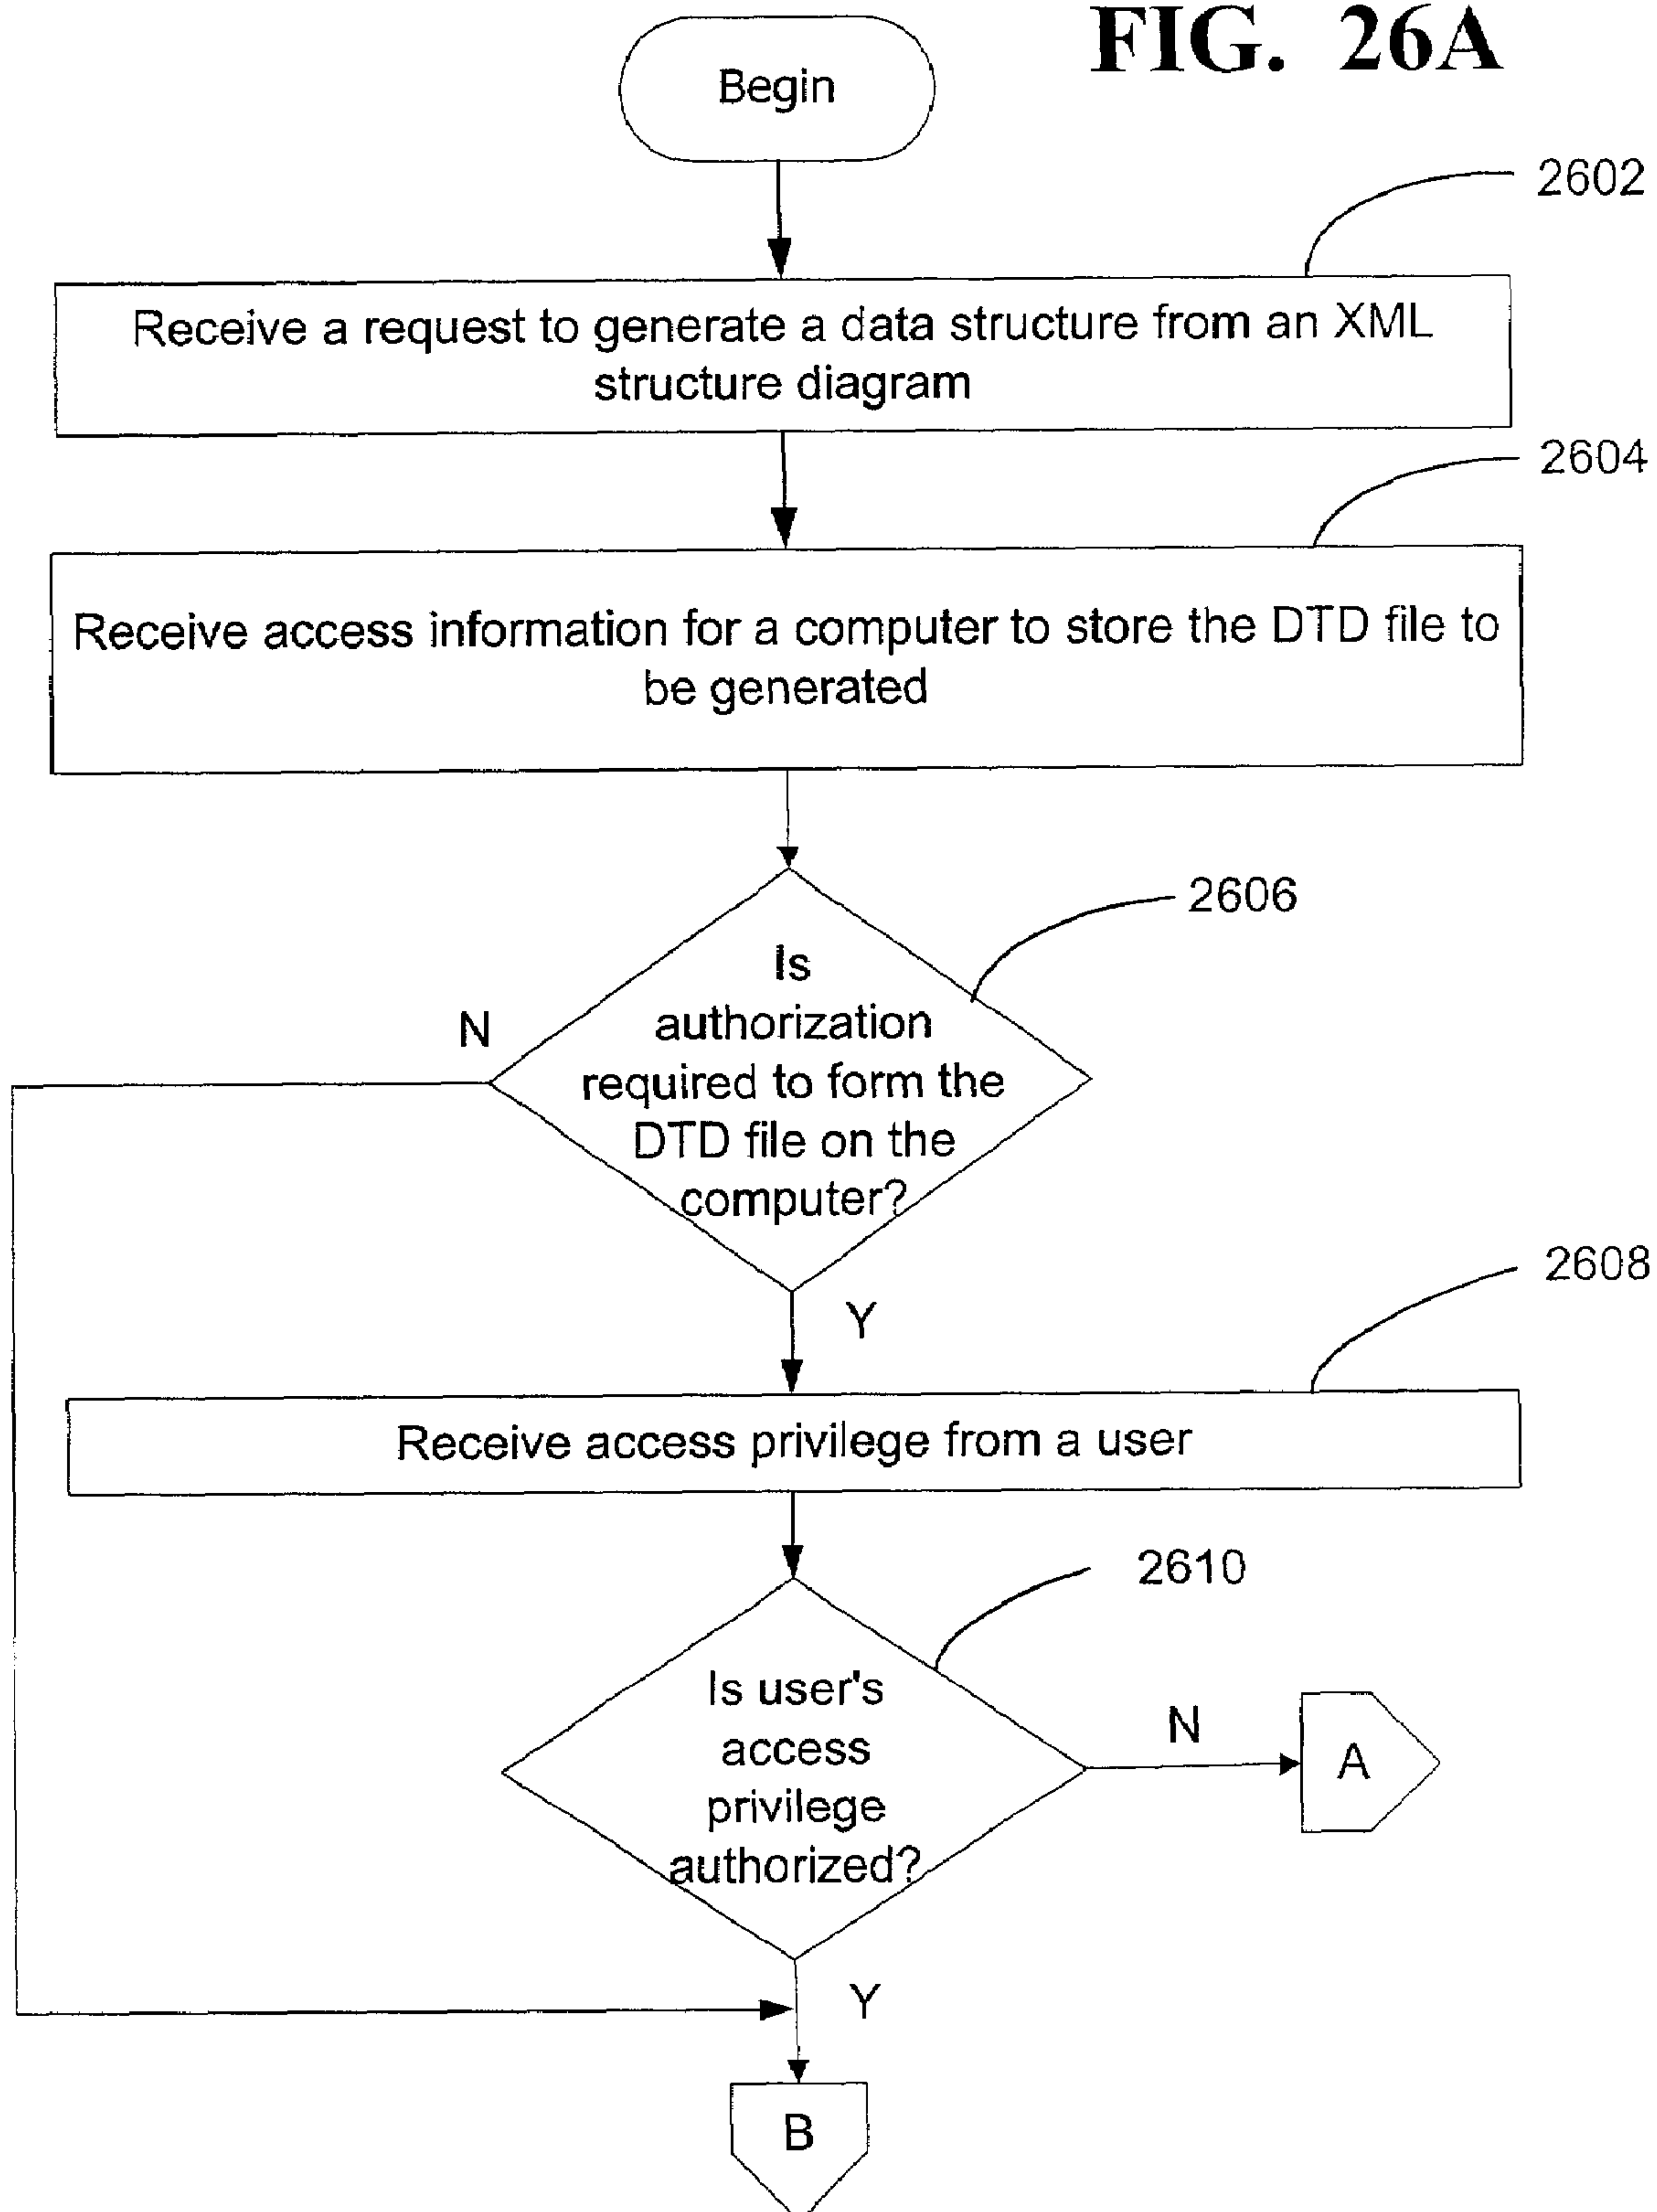 FIG. 26A
Begin
2602
Receive a request to generate a data structure from an XML
structure diagram
2604
Receive access information for a computer to store the DTD file to
be generated
2606
Is
authorization
required to form the
DTD file on the
computer?
N
Y
2608
Receive access privilege from a user
2610
Is user's
access
privilege
authorized?
N
A
Y
B